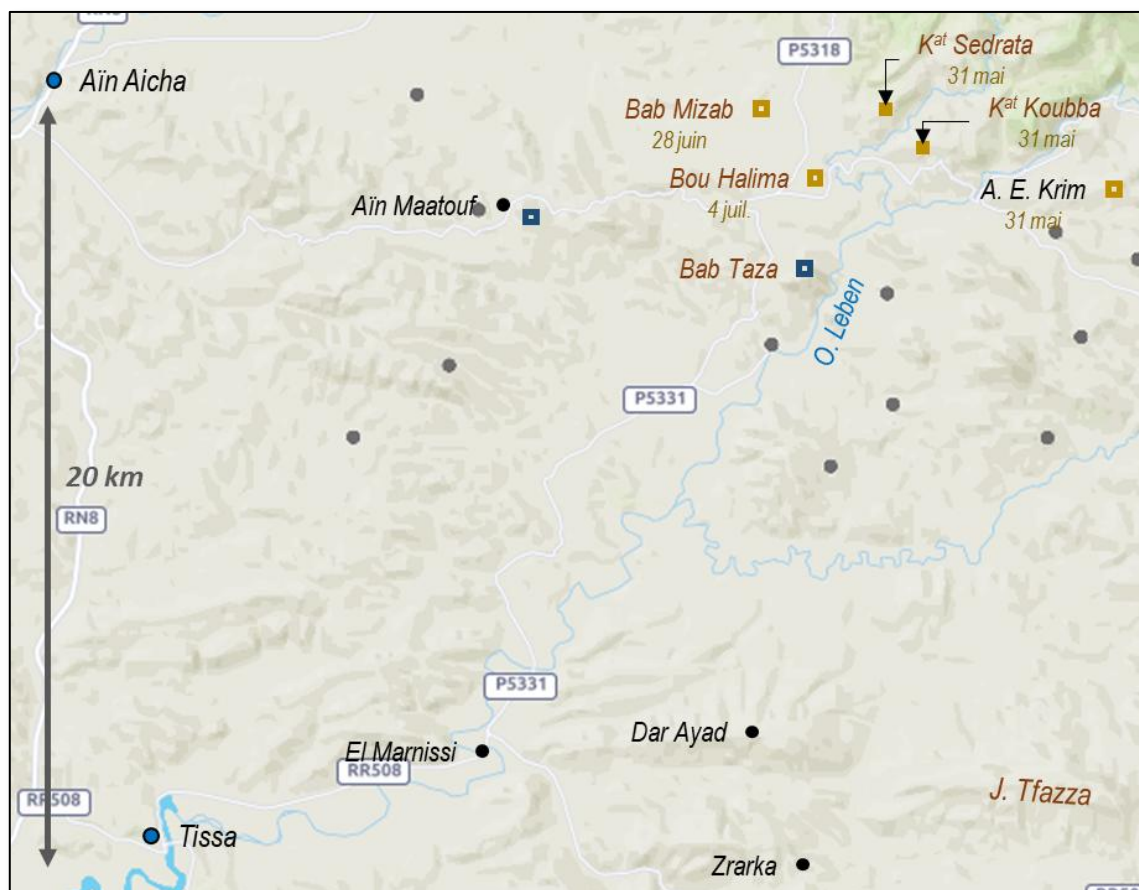 P5318
Kat Sedrata
31 mai
Aïn Aicha
Bab Mizab
28 juin
Kat Koubba
31 mai
Bou Halima
4 juil.
A. E. Krim
31 mai
Aïn Maatouf
Bab Taza
O. Leben
P5331
20 km
RN8
P5331
Dar Ayad
El Marnissi
RR508
J. Tfazza
RR508
Tissa
Zrarka